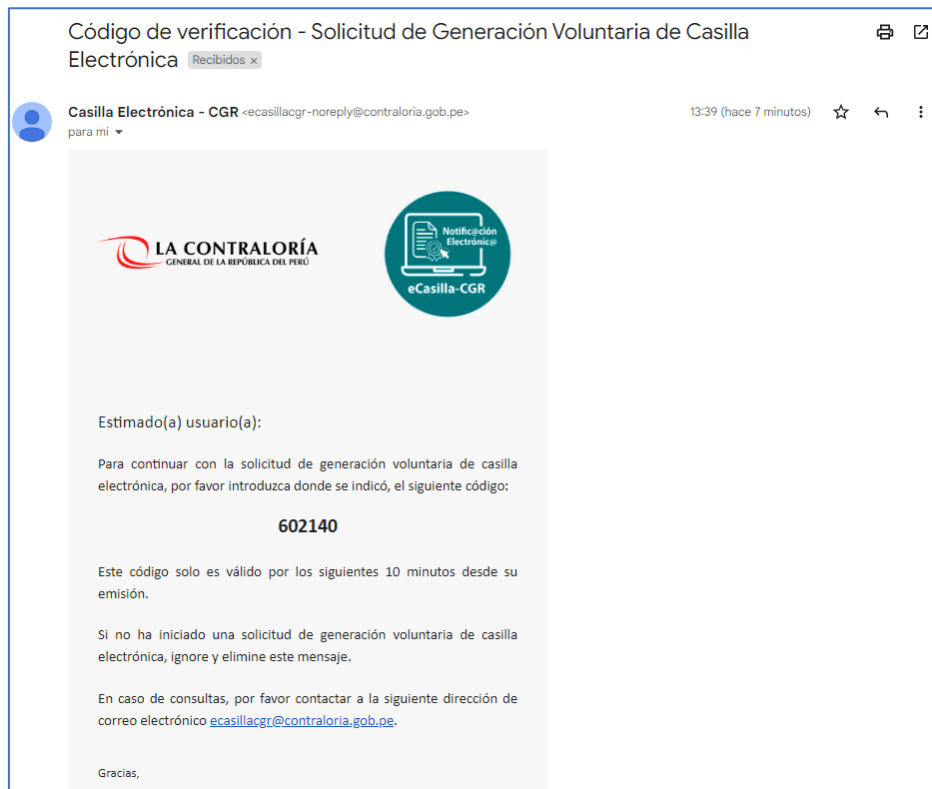 Código de verificación - Solicitud de Generación Voluntaria de Casilla
Electrónica Recibidos x
Casilla Electrónica - CGR <ecasillacgr-noreply@contraloria.gob.pe> 13:39 (hace 7 minutos)
para mí
LA CONTRALORÍA
GENERAL DE LA REPÚBLICA DEL PERÚ
Notific@ción
Electrónic@
eCasilla-CGR
Estimado(a) usuario(a):
Para continuar con la solicitud de generación voluntaria de casilla
electrónica, por favor introduzca donde se indicó, el siguiente código:
602140
Este código solo es válido por los siguientes 10 minutos desde su
emisión.
Si no ha iniciado una solicitud de generación voluntaria de casilla
electrónica, ignore y elimine este mensaje.
En caso de consultas, por favor contactar a la siguiente dirección de
correo electrónico ecasillacgr@contraloria.gob.pe.
Gracias,